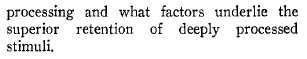 processing and what factors underlie the
superior retention of deeply processed
stimuli.